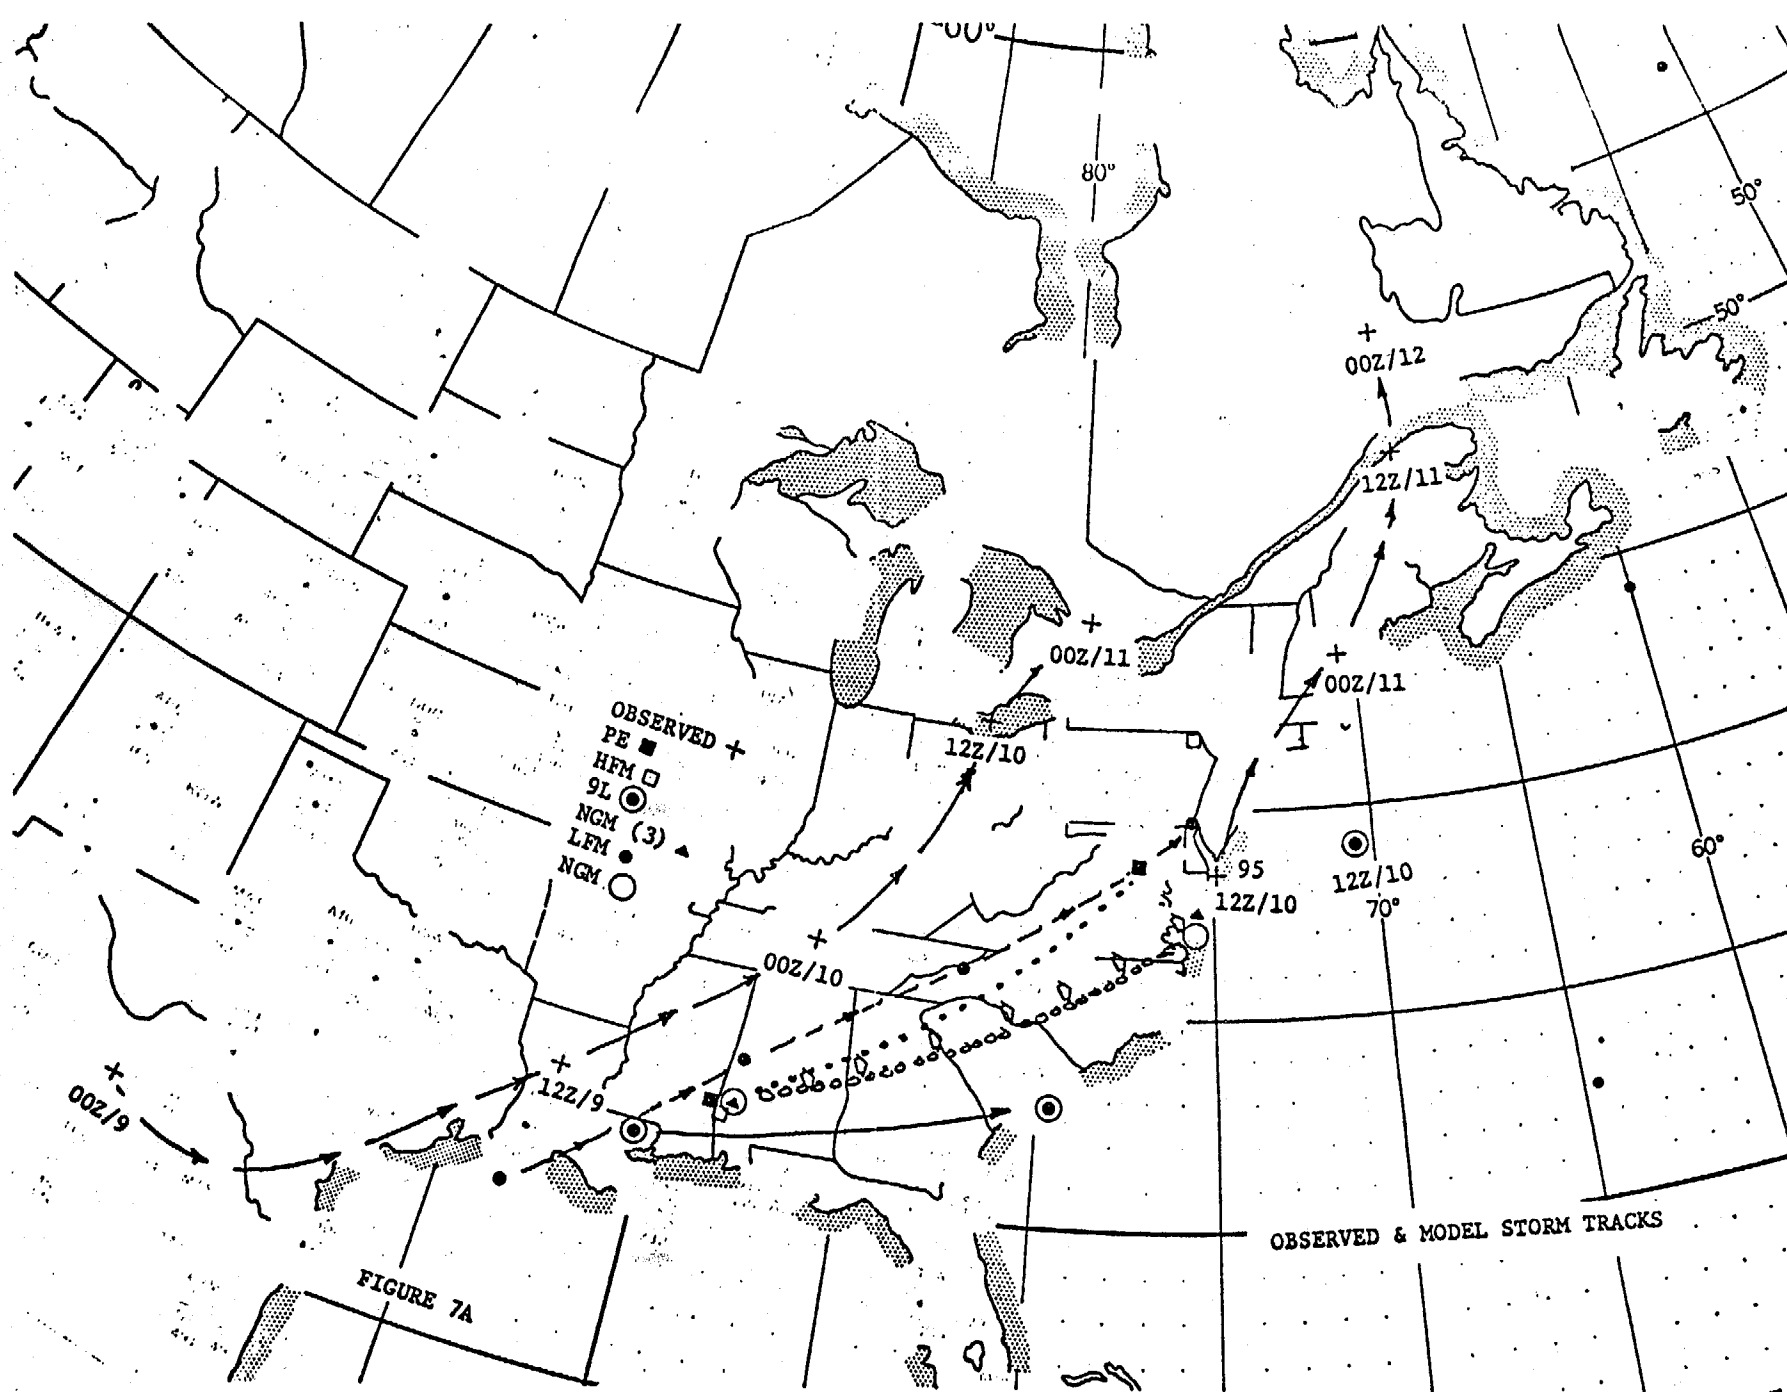 80°
50°
50°
+
00Z/12
12Z/11
+
00Z/11
+
00Z/11
OBSERVED +
PE ■
HFM
9L
NGM (3) ▲
LFM ●
NGM ○
12Z/10
95
12Z/10
12Z/10
70°
60°
+
00Z/10
+
12Z/9
+
00Z/9
OBSERVED & MODEL STORM TRACKS
FIGURE 7A